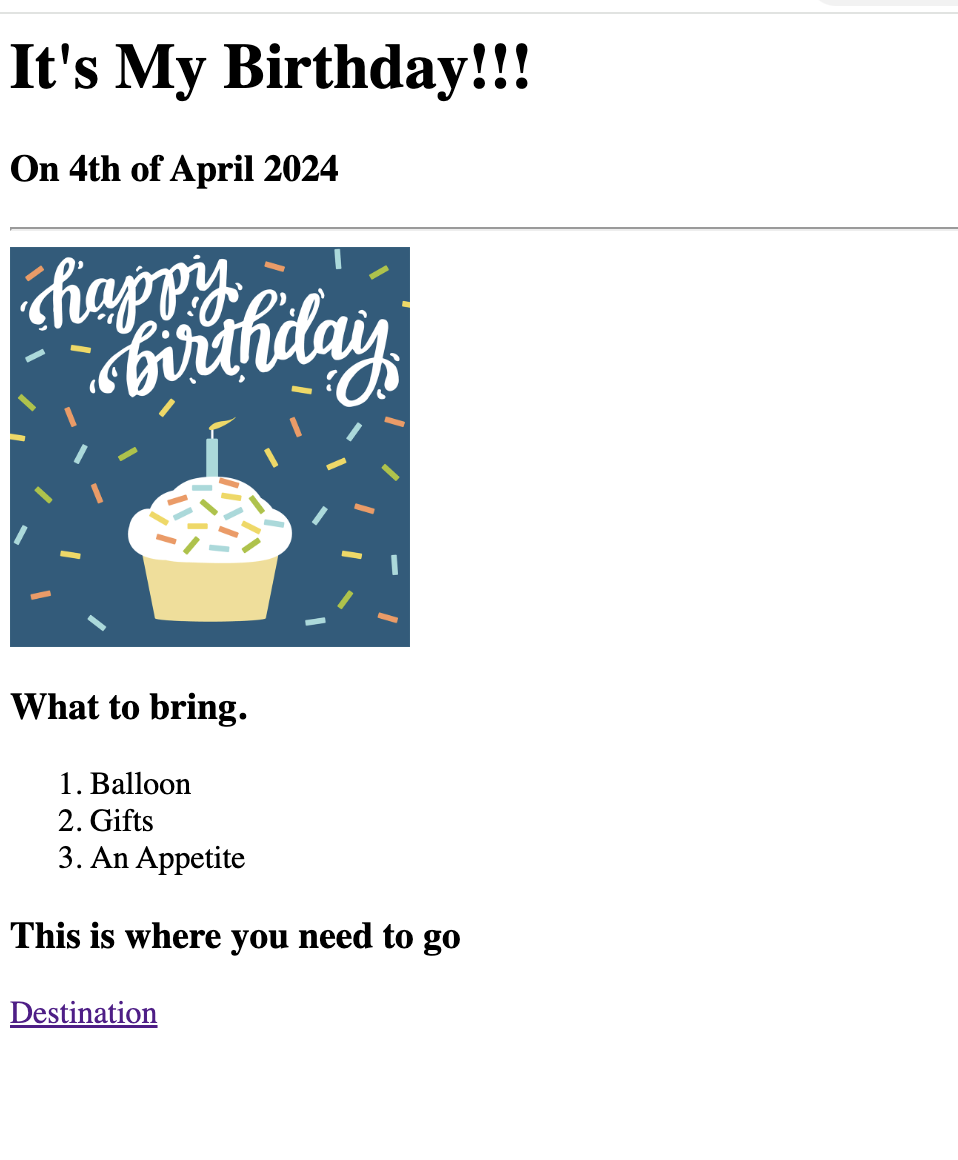 It's My Birthday!!!
On 4th of April 2024
happy
birthday
What to bring.
1. Balloon
2. Gifts
3. An Appetite
This is where you need to go
Destination